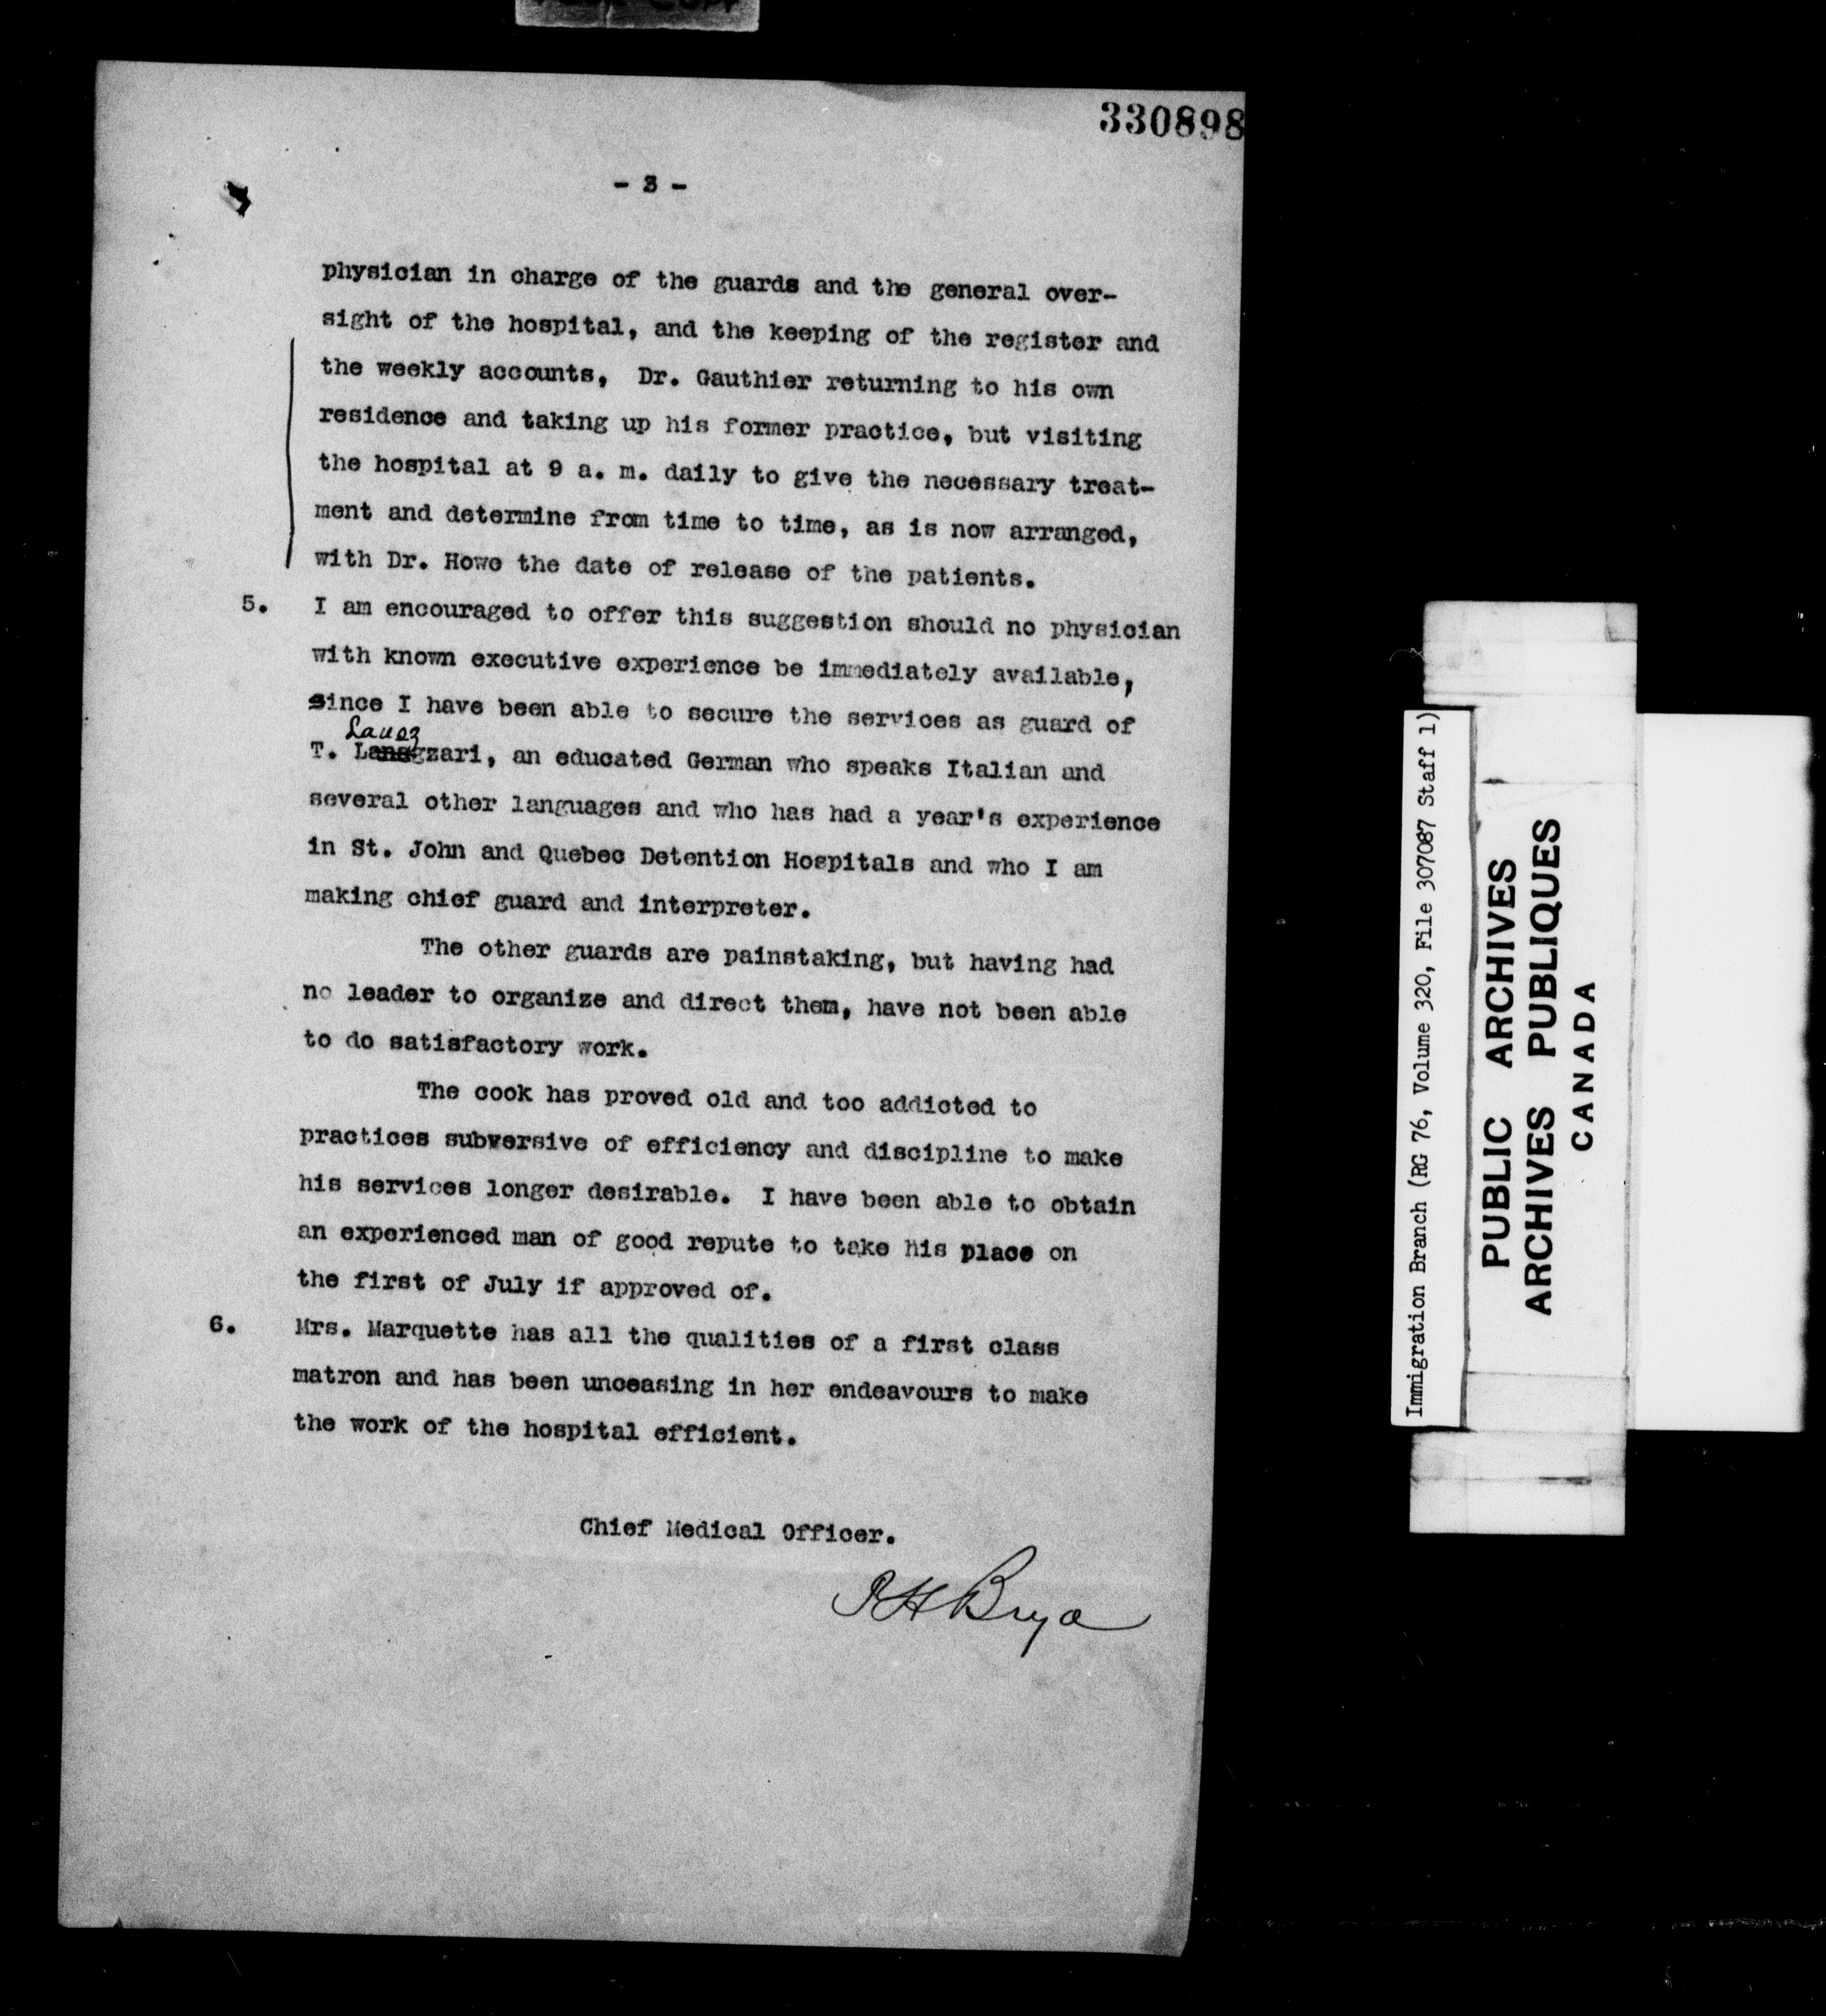 330898
- 3 -
physician in charge of the guards and the general over-
sight of the hospital, and the keeping of the register and
the weekly accounts, Dr. Gauthier returning to his own
residence and taking up his former practice, but visiting
the hospital at 9 a. m. daily to give the necessary treat-
ment and determine from time to time, as is now arranged,
with Dr. Howe the date of release of the patients.
5. I am encouraged to offer this suggestion should no physician
with known executive experience be immediately available,
since I have been able to secure the services as guard of
T. Lanagzari, an educated German who speaks Italian and
several other languages and who has had a year's experience
in St. John and Quebec Detention Hospitals and who I am
making chief guard and interpreter.
The other guards are painstaking, but having had
no leader to organize and direct them, have not been able
to do satisfactory work.
The cook has proved old and too addicted to
practices subversive of efficiency and discipline to make
his services longer desirable. I have been able to obtain
an experienced man of good repute to take his place on
the first of July if approved of.
6. Mrs. Marquette has all the qualities of a first class
matron and has been unceasing in her endeavours to make
the work of the hospital efficient.
Chief Medical Officer.
Immigration Branch (RG 76, Volume 320, File 307087 Staff 1)
PUBLIC ARCHIVES
ARCHIVES PUBLIQUES
CANADA